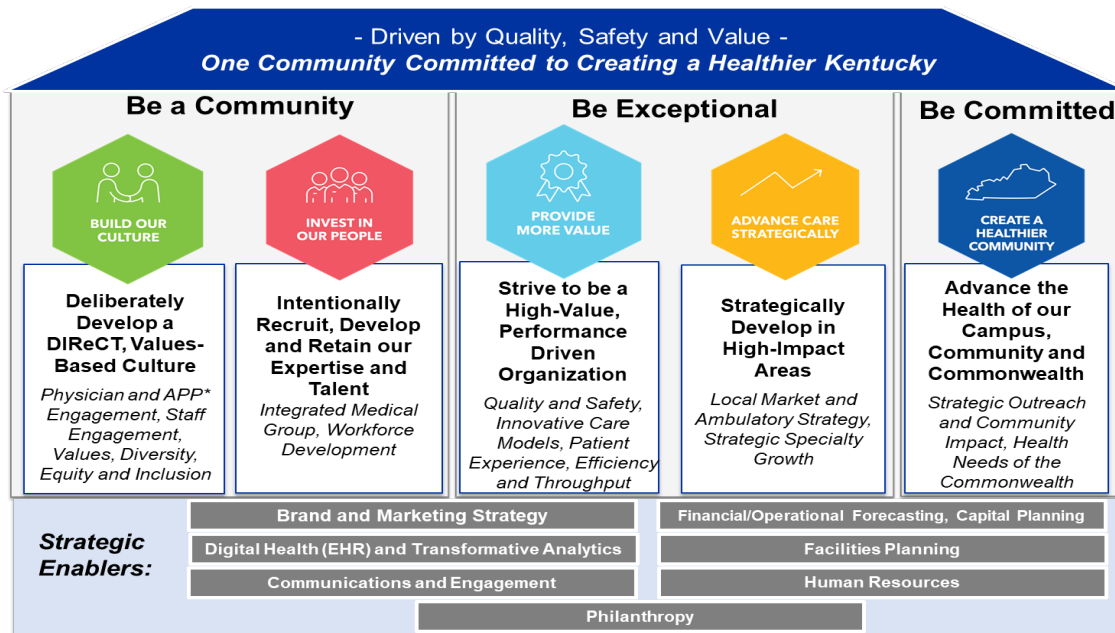 - Driven by Quality, Safety and Value -
One Community Committed to Creating a Healthier Kentucky
Be a Community
BUILD OUR
CULTURE
Deliberately
Develop a
DIReCT, Values-
Based Culture
Physician and APP*
Engagement, Staff
Engagement,
Values, Diversity,
Equity and Inclusion
INVEST IN
OUR PEOPLE
Intentionally
Recruit, Develop
and Retain our
Expertise and
Talent
Integrated Medical
Group, Workforce
Development
Be Exceptional
PROVIDE
MORE VALUE
Strive to be a
High-Value,
Performance
Driven
Organization
Quality and Safety,
Innovative Care
Models, Patient
Experience, Efficiency
and Throughput
ADVANCE CARE
STRATEGICALLY
Strategically
Develop in
High-Impact
Areas
Local Market and
Ambulatory Strategy,
Strategic Specialty
Growth
Be Committed
CREATE A
HEALTHIER
COMMUNITY
Advance the
Health of our
Campus,
Community and
Commonwealth
Strategic Outreach
and Community
Impact, Health
Needs of the
Commonwealth
Strategic
Enablers:
Brand and Marketing Strategy
Financial/Operational Forecasting, Capital Planning
Digital Health (EHR) and Transformative Analytics
Facilities Planning
Communications and Engagement
Human Resources
Philanthropy